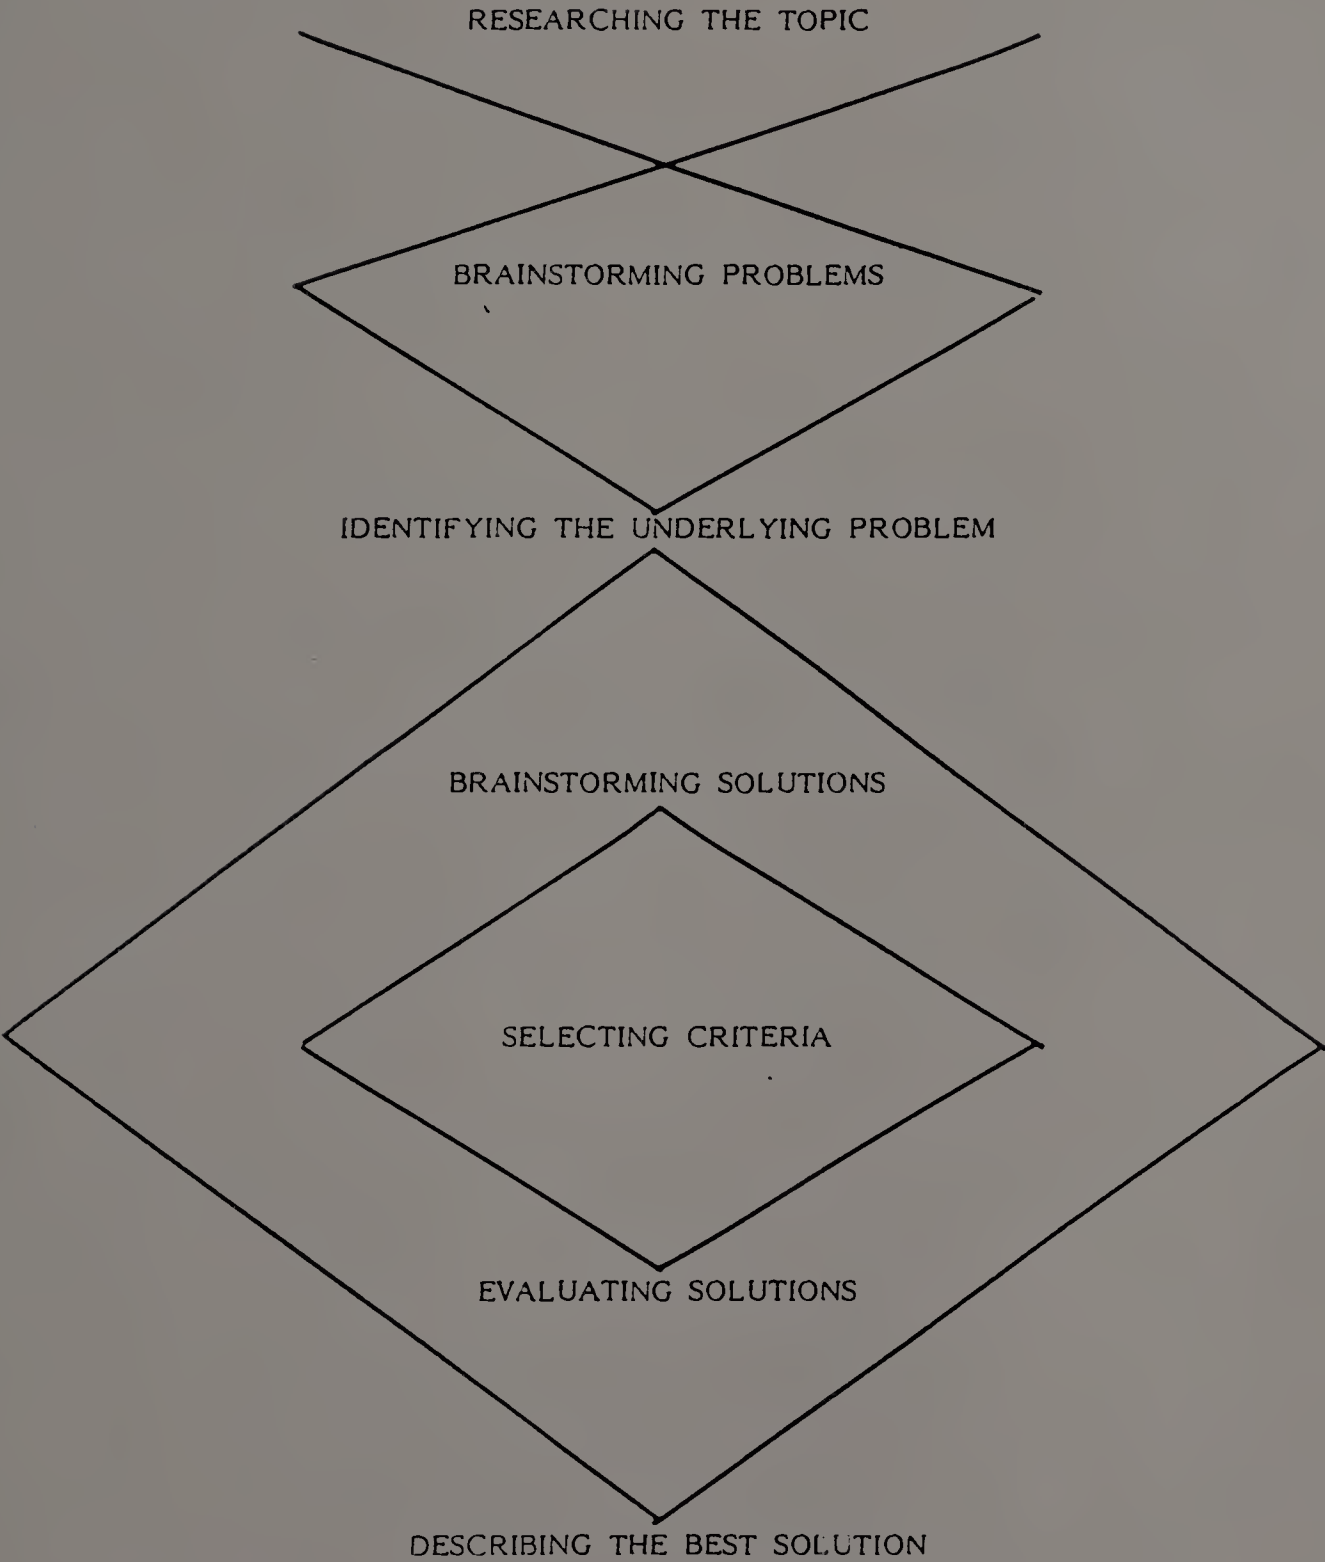 RESEARCHING THE TOPIC
BRAINSTORMING PROBLEMS
IDENTIFYING THE UNDERLYING PROBLEM
BRAINSTORMING SOLUTIONS
SELECTING CRITERIA
EVALUATING SOLUTIONS
DESCRIBING THE BEST SOLUTION